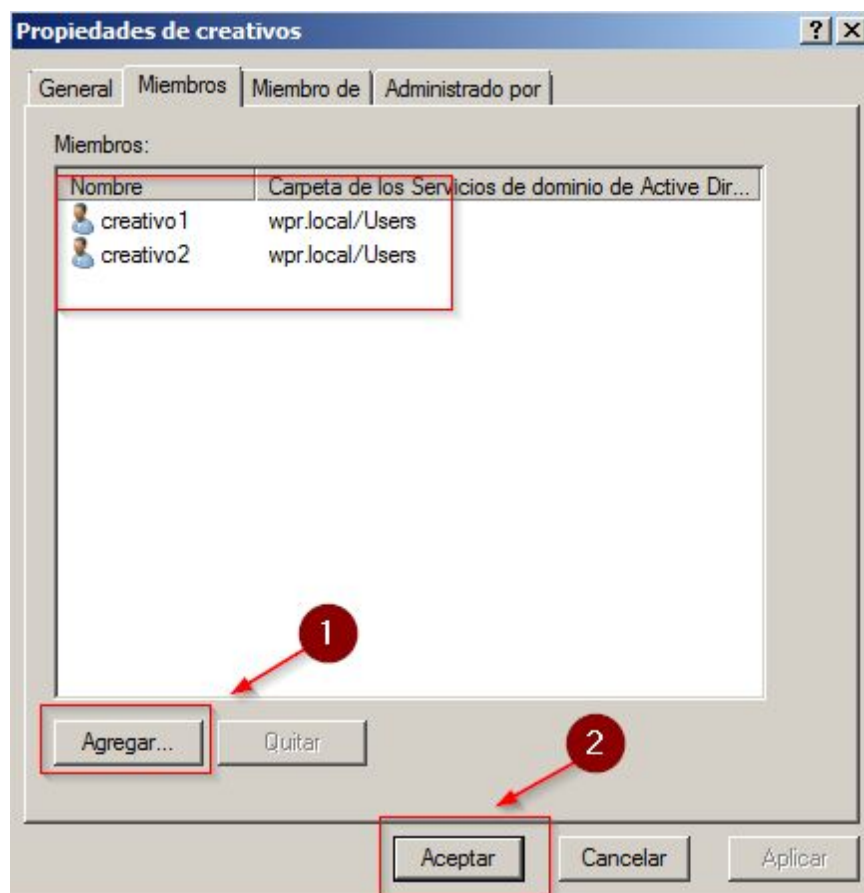 Propiedades de creativos
General Miembros Miembro de Administrado por
Miembros:
Nombre Carpeta de los Servicios de dominio de Active Dir...
creativo1 wpr.local/Users
creativo2 wpr.local/Users
1
Agregar... Quitar
2
Aceptar Cancelar Aplicar